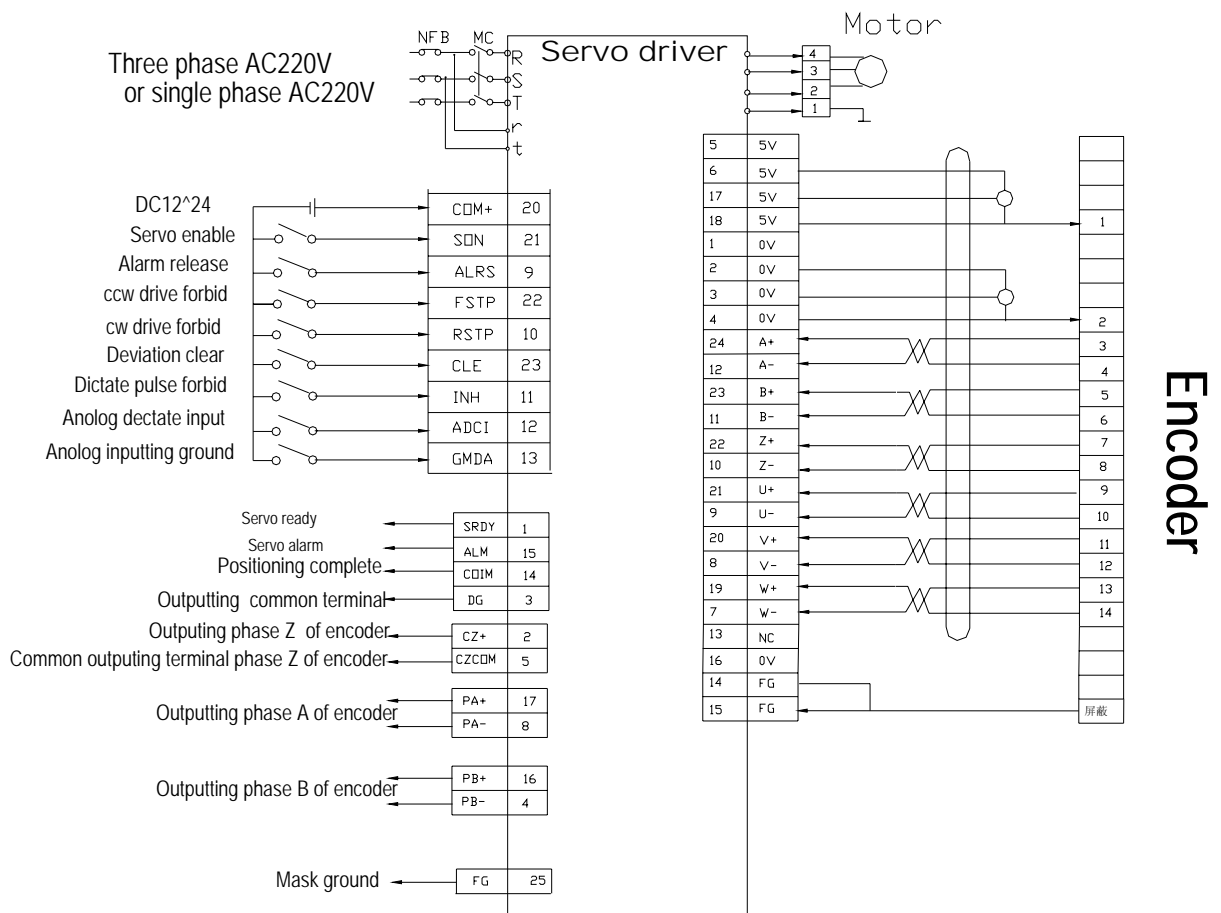 Motor
NFB MC
Servo driver
Three phase AC220V
or single phase AC220V
R
S
T
r
t
4
3
2
1
DC12^24 COM+ 20
Servo enable SON 21
Alarm release ALRS 9
ccw drive forbid FSTP 22
cw drive forbid RSTP 10
Deviation clear CLE 23
Dictate pulse forbid INH 11
Anolog dectate input ADCI 12
Anolog inputting ground GMDA 13
Servo ready SRDY 1
Servo alarm ALM 15
Positioning complete COIM 14
Outputting common terminal DG 3
Outputing phase Z of encoder CZ+ 2
Common outputing terminal phase Z of encoder CZCOM 5
Outputting phase A of encoder
PA+ 17
PA- 8
Outputting phase B of encoder
PB+ 16
PB- 4
Mask ground FG 25
5 5V
6 5V
17 5V
18 5V 1
1 0V
2 0V
3 0V
4 0V 2
24 A+ 3
12 A- 4
23 B+ 5
11 B- 6
22 Z+ 7
10 Z- 8
21 U+ 9
9 U- 10
20 V+ 11
8 V- 12
19 W+ 13
7 W- 14
13 NC
16 0V
14 FG
15 FG 屏蔽
Encoder